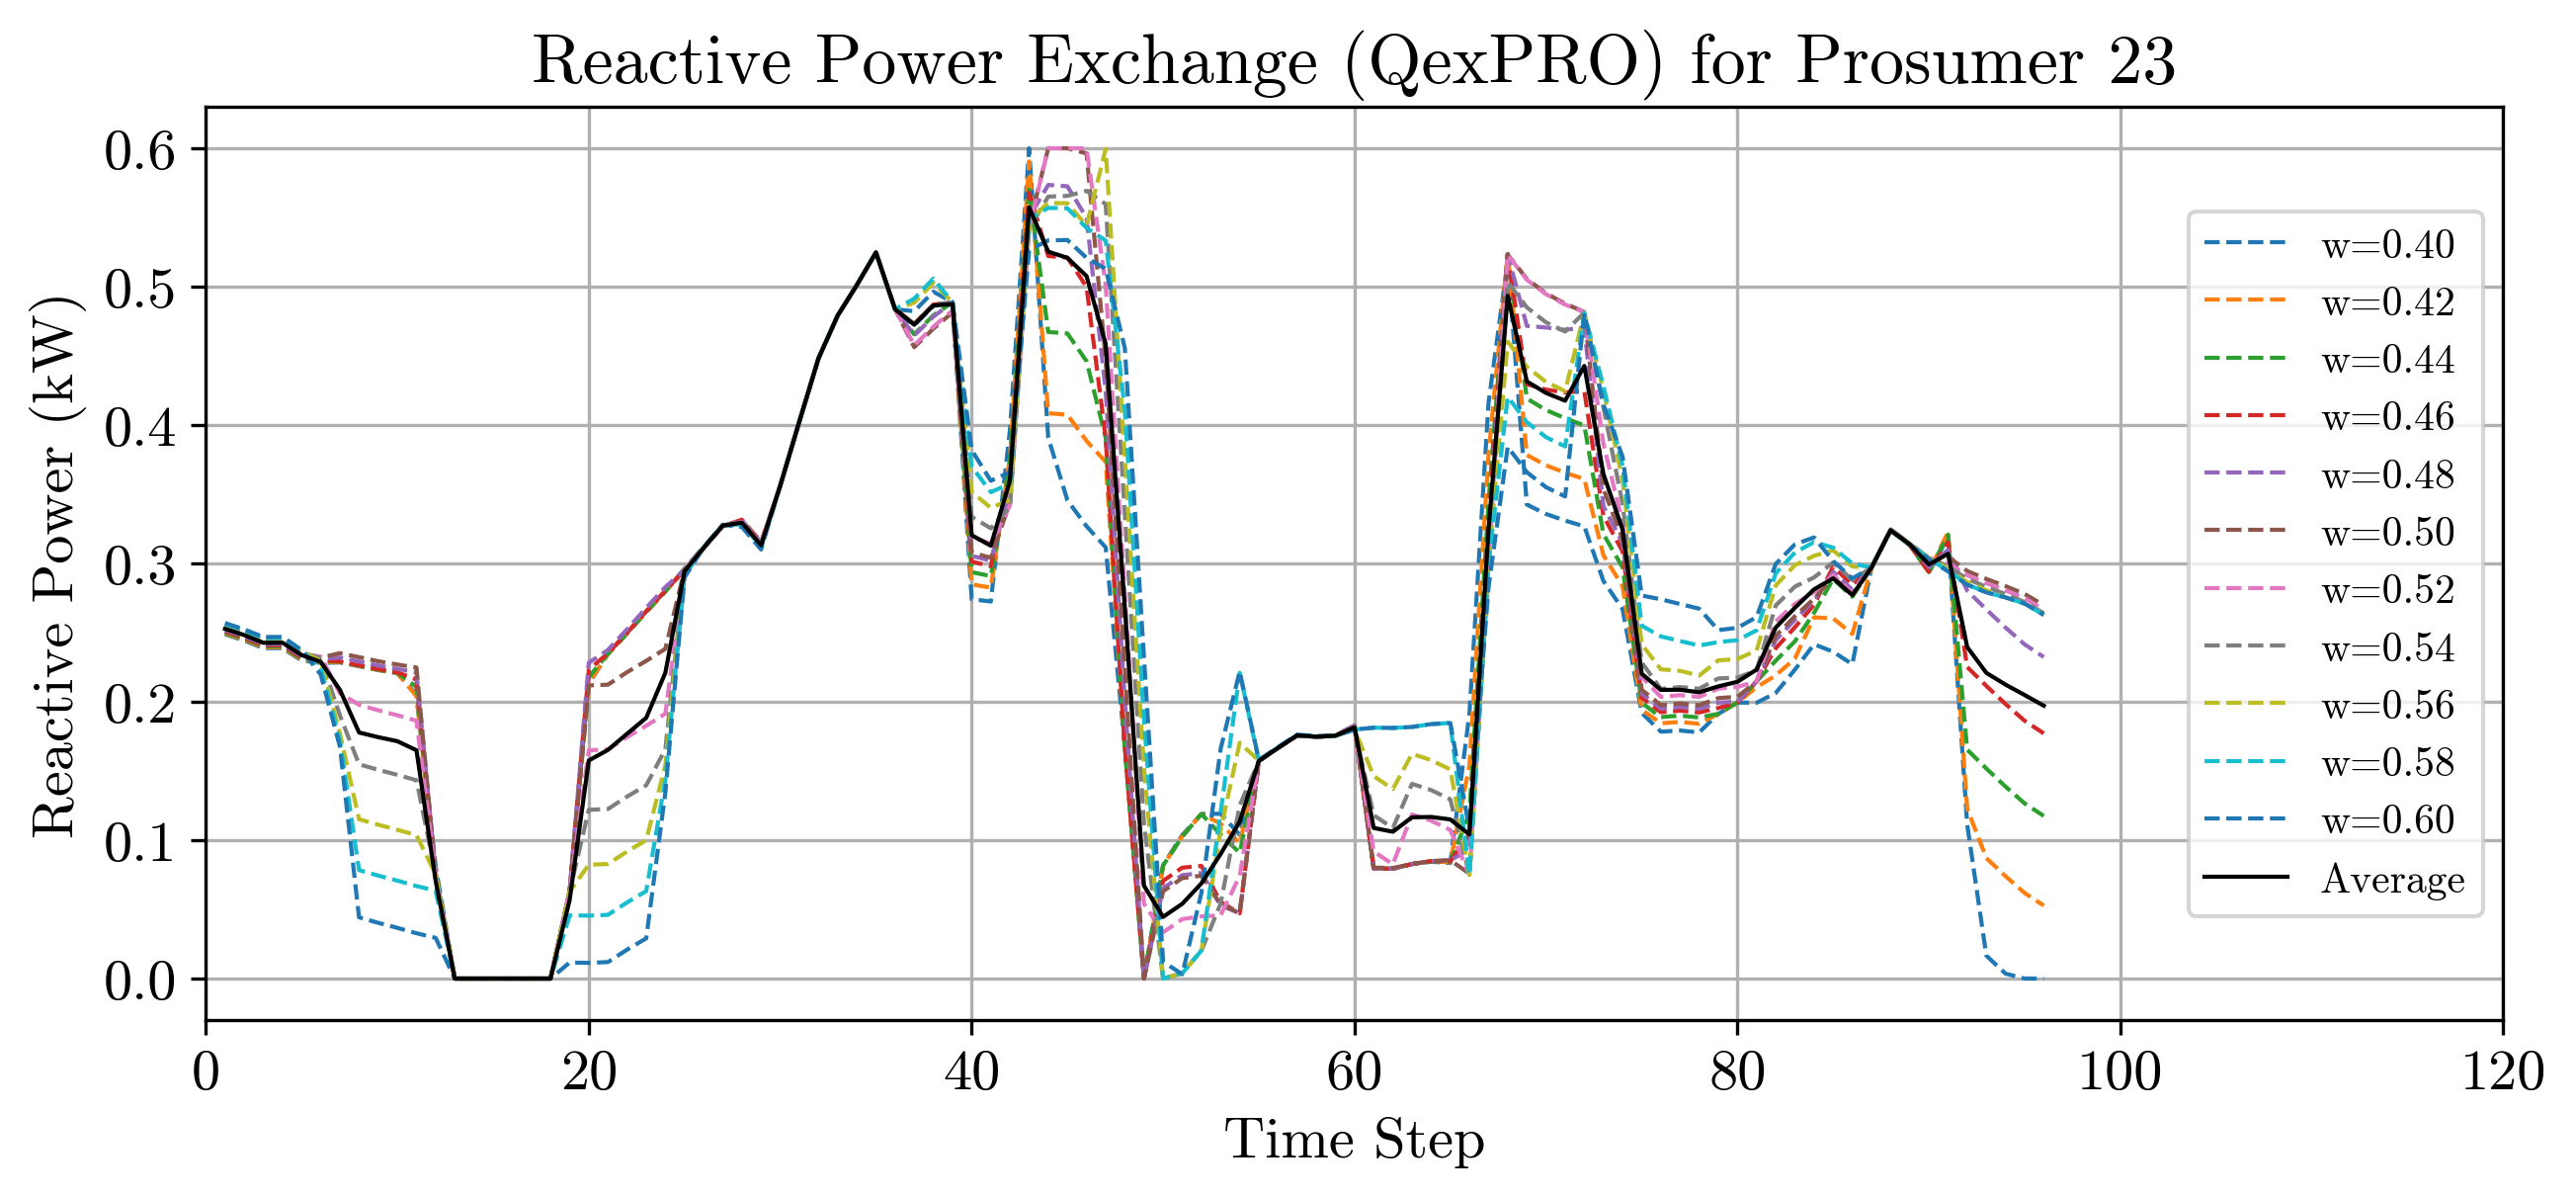 Reactive Power Exchange (QexPRO) for Prosumer 23
Reactive Power (kW)
0.6
0.5
0.4
0.3
0.2
0.1
0.0
0 20 40 60 80 100 120
Time Step
w=0.40
w=0.42
w=0.44
w=0.46
w=0.48
w=0.50
w=0.52
w=0.54
w=0.56
w=0.58
w=0.60
Average